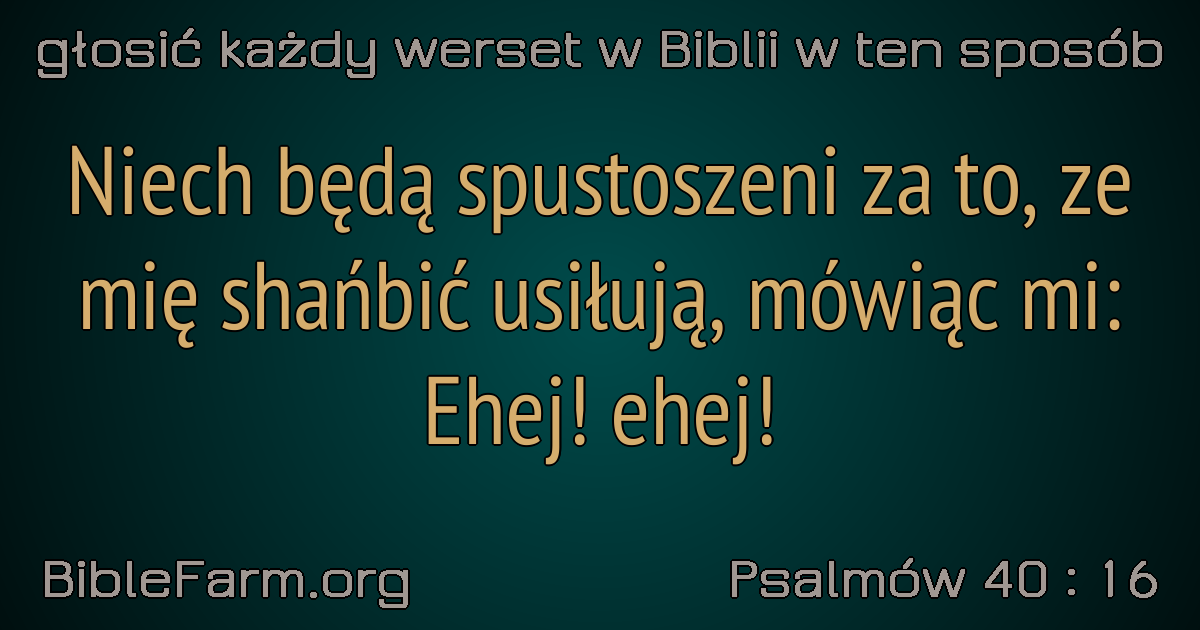 głosić każdy werset w Biblii w ten sposób
Niech będą spustoszeni za to, ze
mię shańbić usiłują, mówiąc mi:
Ehej! ehej!
BibleFarm.org
Psalmów 40 : 16